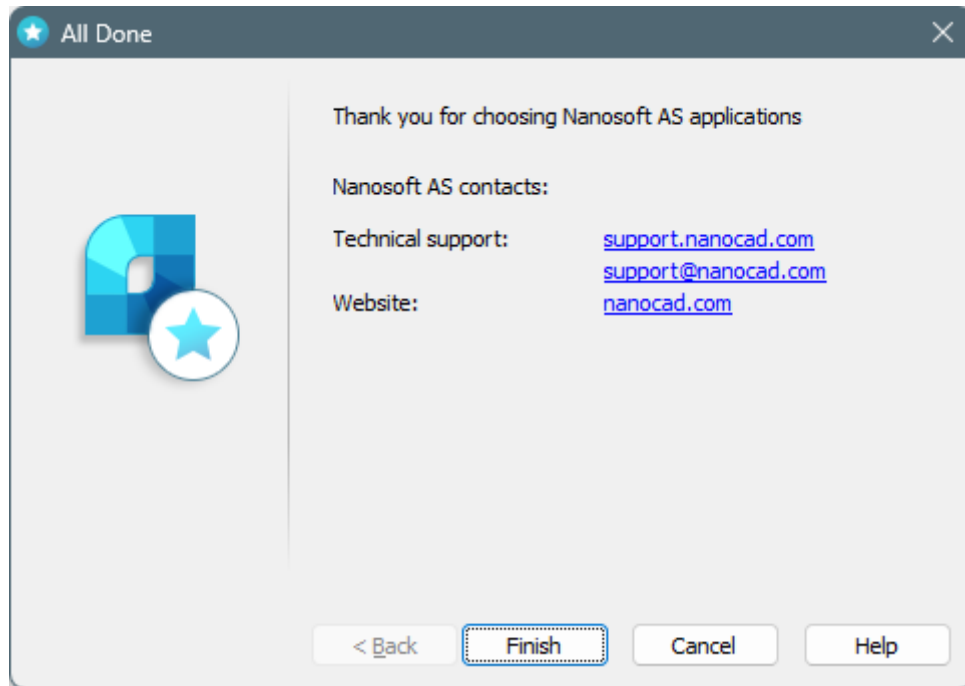 All Done
Thank you for choosing Nanosoft AS applications
Nanosoft AS contacts:
Technical support: support.nanocad.com
support@nanocad.com
Website: nanocad.com
< Back Finish Cancel Help